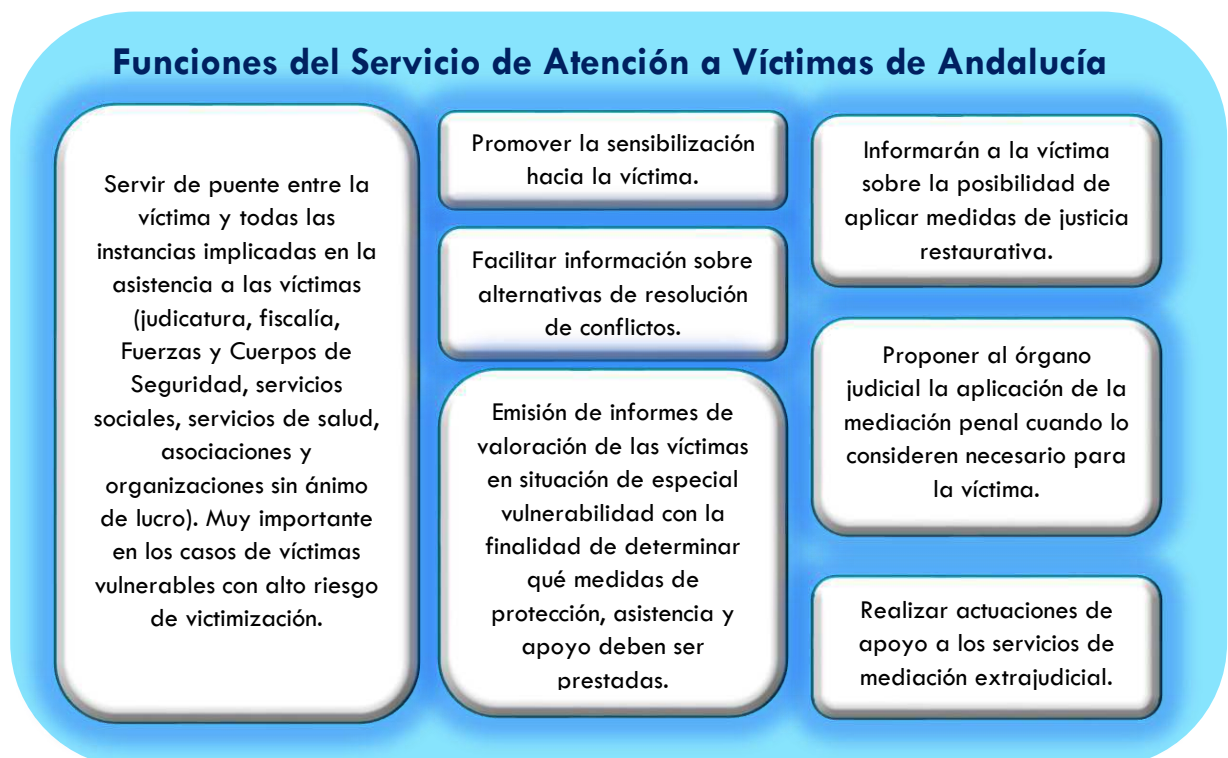 Funciones del Servicio de Atención a Víctimas de Andalucía
Servir de puente entre la
víctima y todas las
instancias implicadas en la
asistencia a las víctimas
(judicatura, fiscalía,
Fuerzas y Cuerpos de
Seguridad, servicios
sociales, servicios de salud,
asociaciones y
organizaciones sin ánimo
de lucro). Muy importante
en los casos de víctimas
vulnerables con alto riesgo
de victimización.
Promover la sensibilización
hacia la víctima.
Facilitar información sobre
alternativas de resolución
de conflictos.
Emisión de informes de
valoración de las víctimas
en situación de especial
vulnerabilidad con la
finalidad de determinar
qué medidas de
protección, asistencia y
apoyo deben ser
prestadas.
Informarán a la víctima
sobre la posibilidad de
aplicar medidas de justicia
restaurativa.
Proponer al órgano
judicial la aplicación de la
mediación penal cuando lo
consideren necesario para
la víctima.
Realizar actuaciones de
apoyo a los servicios de
mediación extrajudicial.